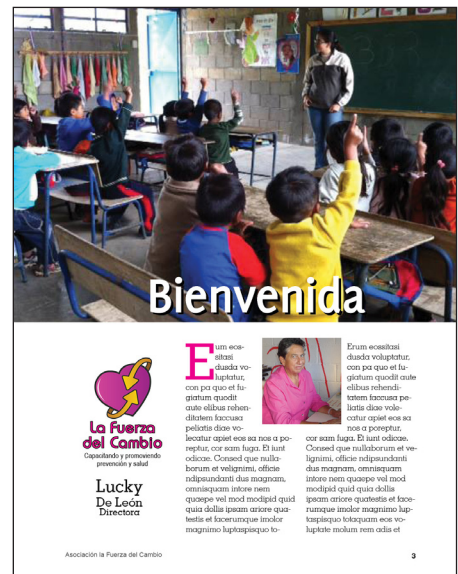 Bienvenida
La Fuerza
del Cambio
Capacitando y promoviendo
prevención y salud
Lucky
De León
Directora
Erum eos-
sitasi
dusda vo-
luptatur,
con pa quo et fu-
giatum quodit
aute elibus rehen-
ditatem faccusa
peliatis diae vo-
lecatur apiet eos sa nos a po-
reptur, cor sam fuga. Et iunt
odicae. Consed que nulla-
borum et velignimi, officie
ndipsundanti dus magnam,
omnisquam intore nem
quaepe vel mod modipid quid
quia dollis ipsam ariore qua-
testis et facerumque imolor
magnimo luptaspisquo to-
Erum eossitasi
dusda voluptatur,
con pa quo et fu-
giatum quodit aute
elibus rehendi-
tatem faccusa pe-
liatis diae vole-
catur apiet eos sa
nos a poreptur,
cor sam fuga. Et iunt odicae.
Consed que nullaborum et ve-
lignimi, officie ndipsundanti
dus magnam, omnisquam
intore nem quaepe vel mod
modipid quid quia dollis
ipsam ariore quatestis et face-
rumque imolor magnimo lup-
taspisquo totaquam eos vo-
luptate molum rem adis et
Asociación la Fuerza del Cambio
3